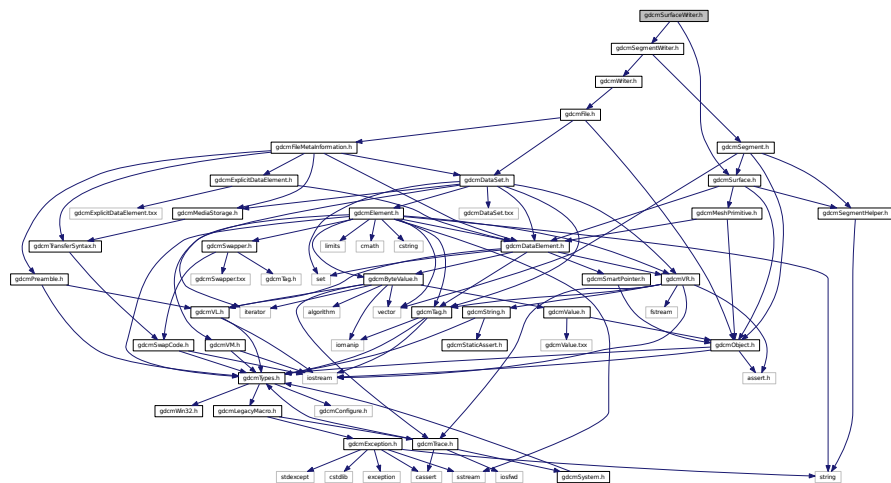 gdcmSurfaceWriter.h
gdcmSegmentWriter.h
gdcmWriter.h
gdcmFile.h
gdcmFileMetaInformation.h
gdcmSegment.h
gdcmExplicitDataElement.h
gdcmDataSet.h
gdcmSurface.h
gdcmExplicitDataElement.txx
gdcmMediaStorage.h
gdcmElement.h
gdcmDataSet.txx
gdcmMeshPrimitive.h
gdcmSegmentHelper.h
gdcmTransferSyntax.h
gdcmSwapper.h
limits
cmath
cstring
gdcmDataElement.h
gdcmPreamble.h
gdcmSwapper.txx
gdcmTag.h
set
gdcmByteValue.h
gdcmSmartPointer.h
gdcmVR.h
gdcmVL.h
iterator
algorithm
vector
gdcmTag.h
gdcmString.h
gdcmValue.h
fstream
gdcmSwapCode.h
gdcmVM.h
iomanip
gdcmStaticAssert.h
gdcmValue.txx
gdcmObject.h
gdcmTypes.h
iostream
assert.h
gdcmWin32.h
gdcmLegacyMacro.h
gdcmConfigure.h
gdcmException.h
gdcmTrace.h
stdexcept
cstdlib
exception
cassert
sstream
iosfwd
gdcmSystem.h
string